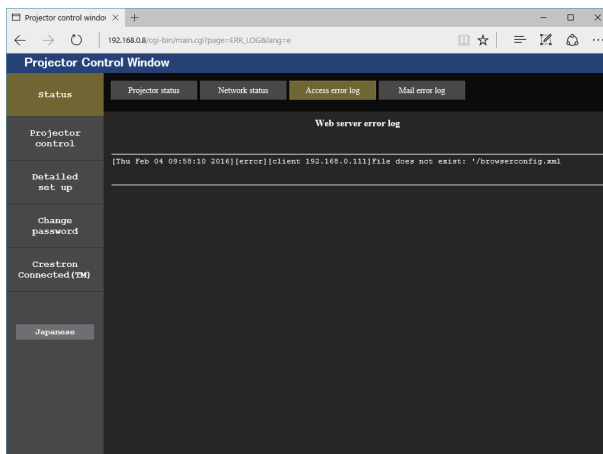 Projector control windo
192.168.0.8/cgi-bin/main.cgi?page=ERR_LOG&lang=e
Projector Control Window
Status
Projector control
Detailed set up
Change password
Crestron Connected(TM)
Japanese
Projector status
Network status
Access error log
Mail error log
Web server error log
[Thu Feb 04 09:58:10 2016][error][client 192.168.0.111]File does not exist: '/browserconfig.xml